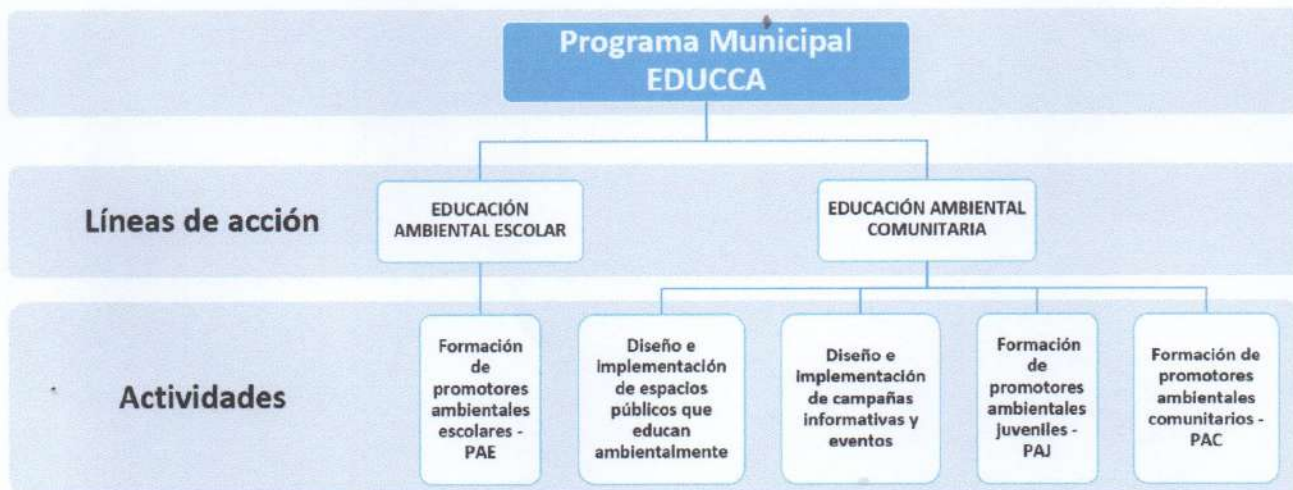 Programa Municipal
EDUCCA
Líneas de acción
EDUCACIÓN
AMBIENTAL ESCOLAR
EDUCACIÓN AMBIENTAL
COMUNITARIA
Actividades
Formación
de
promotores
ambientales
escolares -
PAE
Diseño e
implementación
de espacios
públicos que
educan
ambientalmente
Diseño e
implementación
de campañas
informativas y
eventos
Formación
de
promotores
ambientales
juveniles -
PAJ
Formación de
promotores
ambientales
comunitarios -
PAC